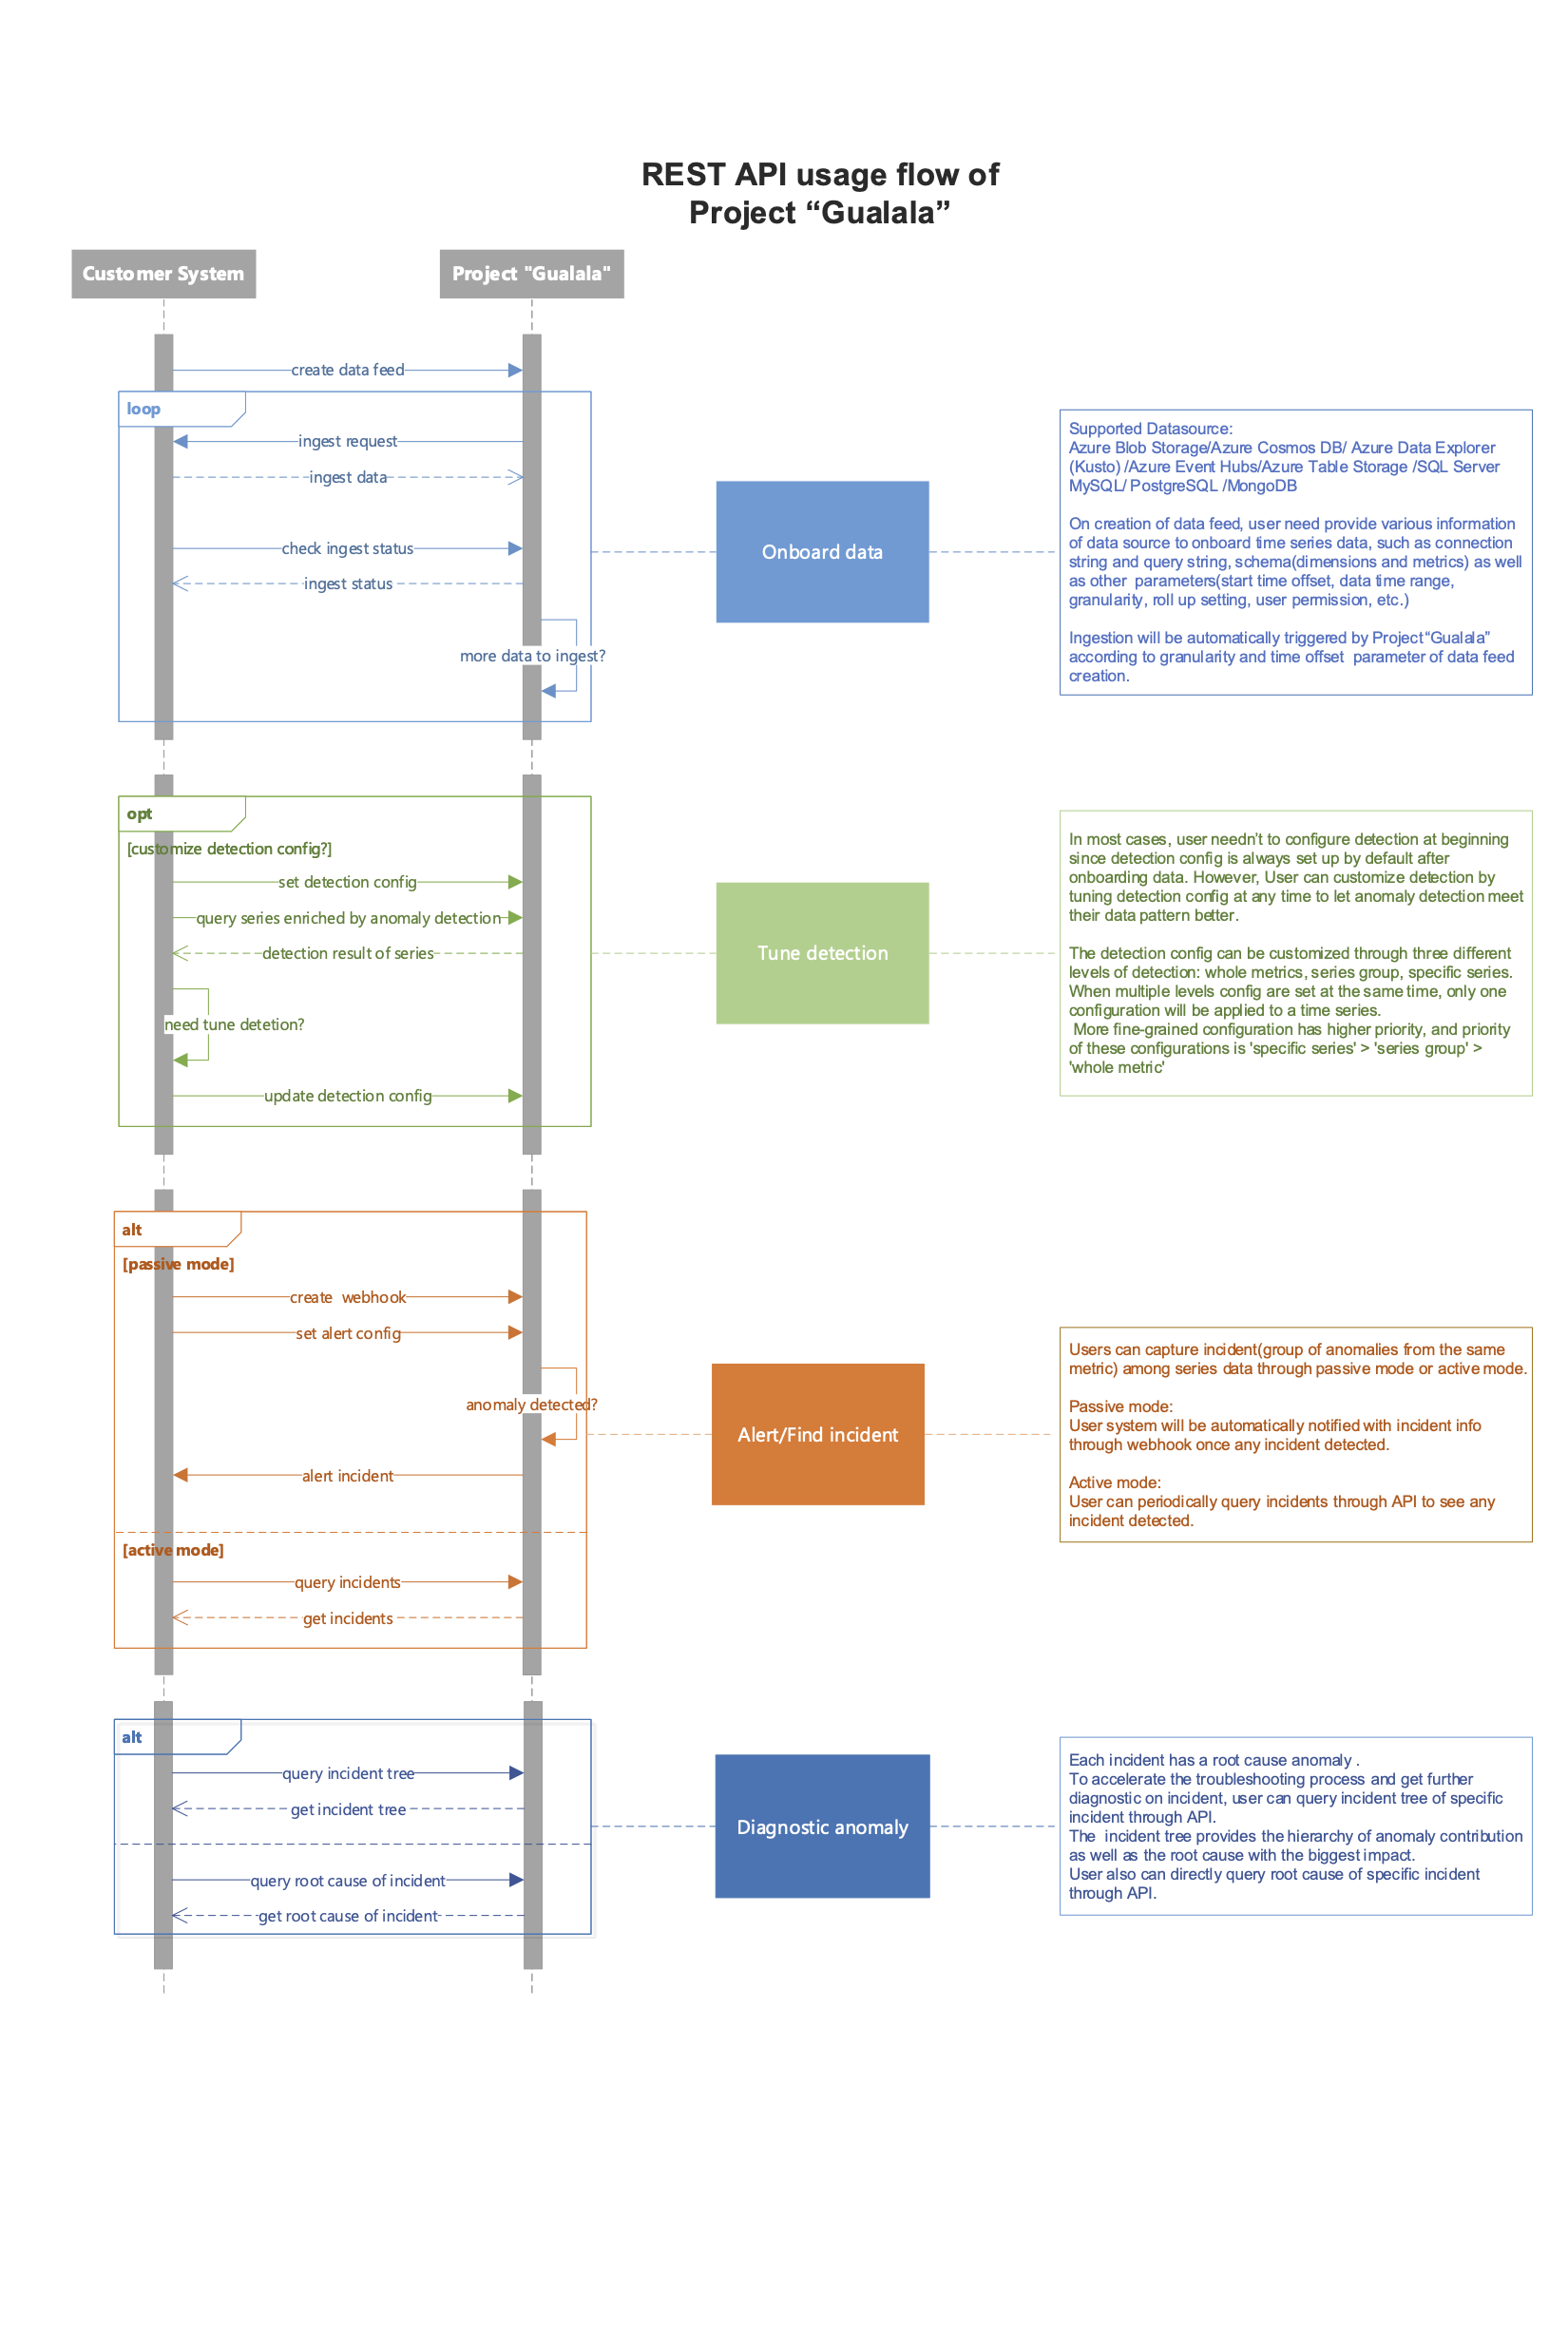 REST API usage flow of
Project “Gualala”
Customer System
Project "Gualala"
create data feed
loop
ingest request
ingest data
check ingest status
ingest status
more data to ingest?
Onboard data
Supported Datasource:
Azure Blob Storage/Azure Cosmos DB/ Azure Data Explorer
(Kusto) /Azure Event Hubs/Azure Table Storage /SQL Server
MySQL/ PostgreSQL /MongoDB
On creation of data feed, user need provide various information
of data source to onboard time series data, such as connection
string and query string, schema(dimensions and metrics) as well
as other  parameters(start time offset, data time range,
granularity, roll up setting, user permission, etc.)
Ingestion will be automatically triggered by Project“Gualala”
according to granularity and time offset  parameter of data feed
creation.
opt
[customize detection config?]
set detection config
query series enriched by anomaly detection
detection result of series
need tune detetion?
update detection config
Tune detection
In most cases, user needn't to configure detection at beginning
since detection config is always set up by default after
onboarding data. However, User can customize detection by
tuning detection config at any time to let anomaly detection meet
their data pattern better.
The detection config can be customized through three different
levels of detection: whole metrics, series group, specific series.
When multiple levels config are set at the same time, only one
configuration will be applied to a time series.
More fine-grained configuration has higher priority, and priority
of these configurations is 'specific series' > 'series group' >
'whole metric'
alt
[passive mode]
create  webhook
set alert config
anomaly detected?
alert incident
[active mode]
query incidents
get incidents
Alert/Find incident
Users can capture incident(group of anomalies from the same
metric) among series data through passive mode or active mode.
Passive mode:
User system will be automatically notified with incident info
through webhook once any incident detected.
Active mode:
User can periodically query incidents through API to see any
incident detected.
alt
query incident tree
get incident tree
query root cause of incident
get root cause of incident
Diagnostic anomaly
Each incident has a root cause anomaly .
To accelerate the troubleshooting process and get further
diagnostic on incident, user can query incident tree of specific
incident through API.
The  incident tree provides the hierarchy of anomaly contribution
as well as the root cause with the biggest impact.
User also can directly query root cause of specific incident
through API.